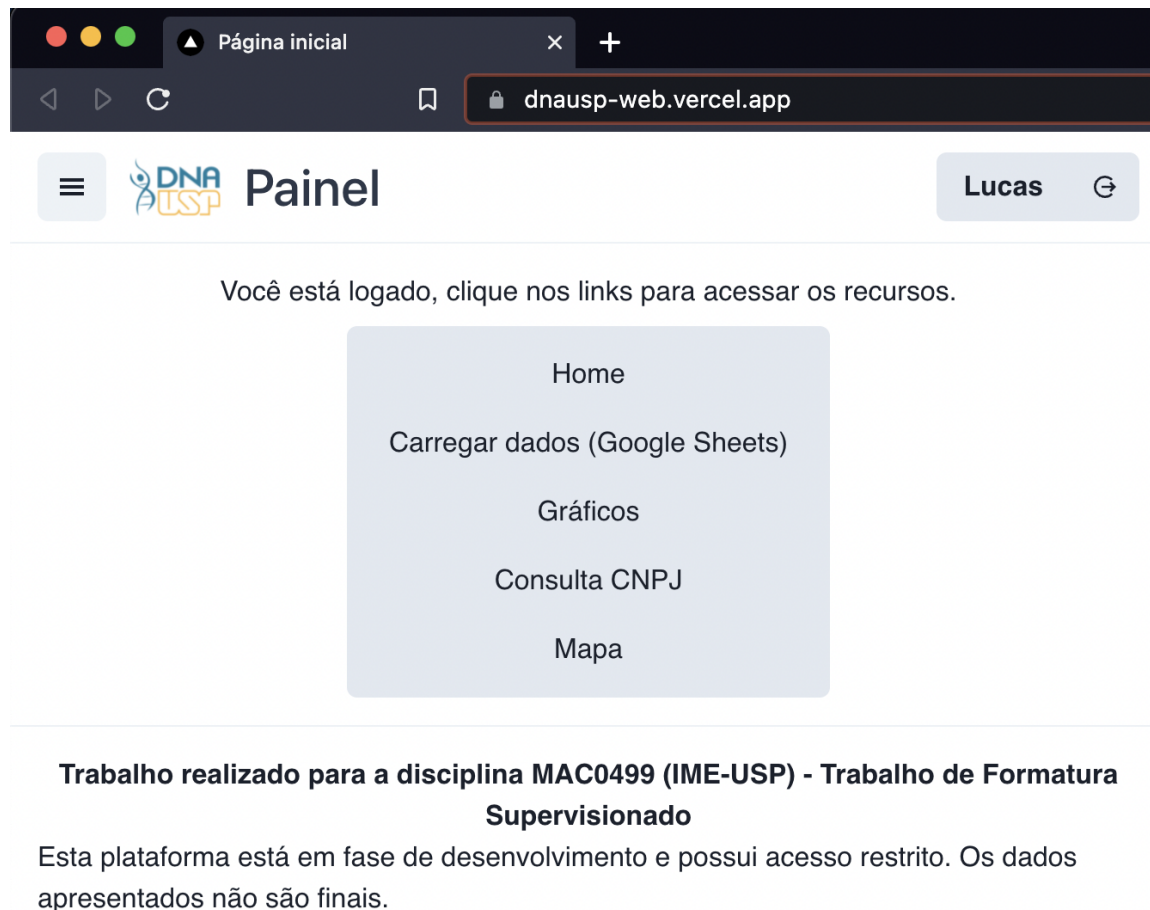 Página inicial
dnausp-web.vercel.app
DNA
USP
Painel
Lucas
Você está logado, clique nos links para acessar os recursos.
Home
Carregar dados (Google Sheets)
Gráficos
Consulta CNPJ
Mapa
Trabalho realizado para a disciplina MAC0499 (IME-USP) - Trabalho de Formatura
Supervisionado
Esta plataforma está em fase de desenvolvimento e possui acesso restrito. Os dados
apresentados não são finais.